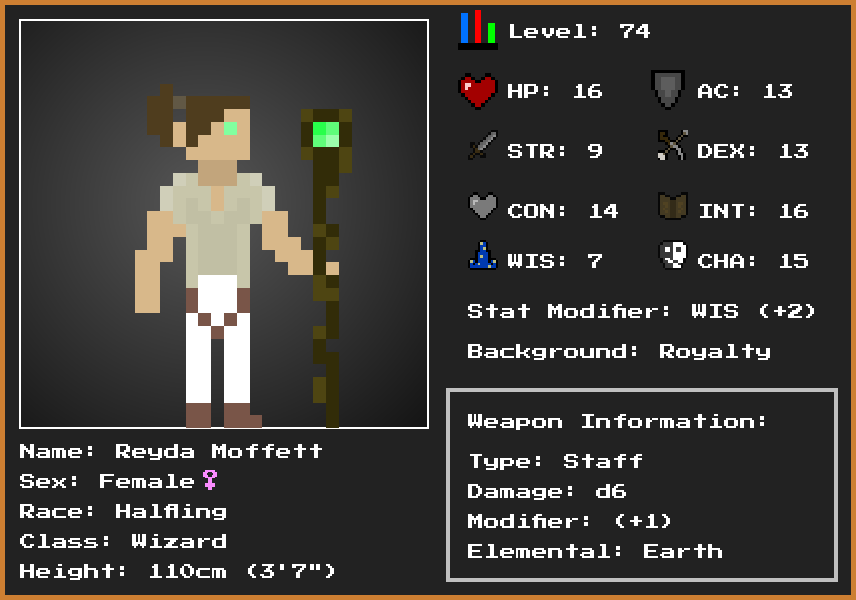 Level: 74
HP: 16
AC: 13
STR: 9
DEX: 13
CON: 14
INT: 16
WIS: 7
CHA: 15
Stat Modifier: WIS (+2)
Background: Royalty
Weapon Information:
Type: Staff
Damage: d6
Modifier: (+1)
Elemental: Earth
Name: Reyda Moffett
Sex: Female♀
Race: Halfling
Class: Wizard
Height: 110cm (3'7")